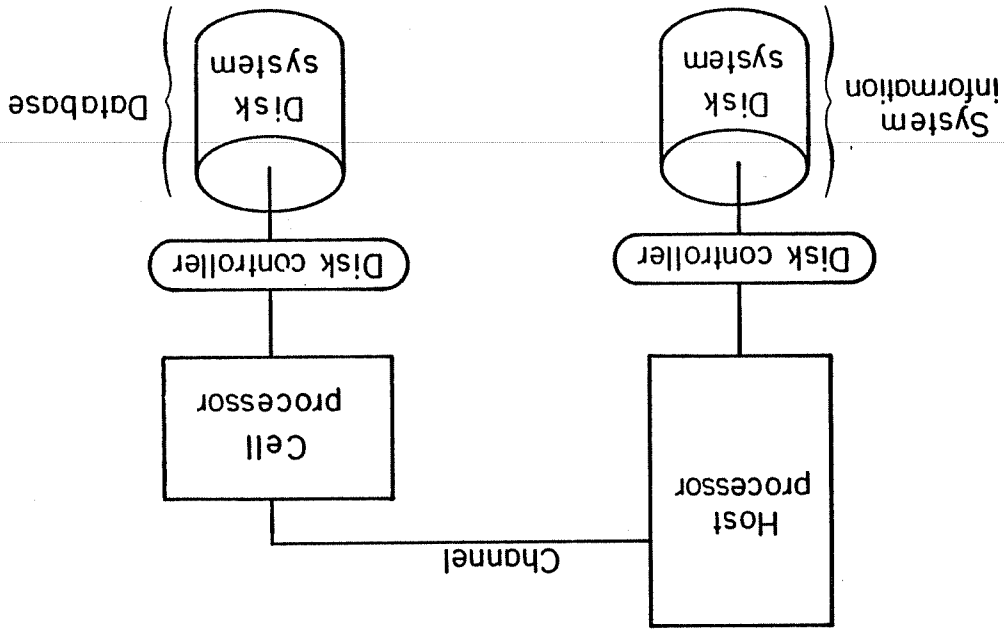 Channel
Host
processor
Cell
processor
Disk controller
Disk controller
System
information
Disk
system
Disk
system
Database